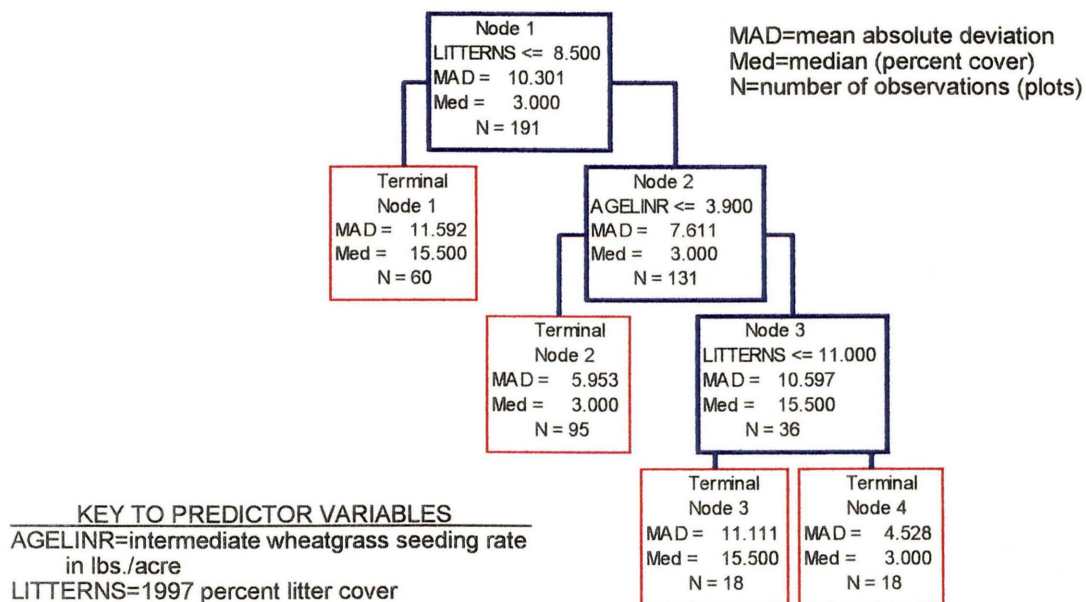 Node 1
LITTERNS <= 8.500
MAD = 10.301
Med = 3.000
N = 191
MAD=mean absolute deviation
Med=median (percent cover)
N=number of observations (plots)
Terminal
Node 1
MAD = 11.592
Med = 15.500
N = 60
Node 2
AGELINR <= 3.900
MAD = 7.611
Med = 3.000
N = 131
Terminal
Node 2
MAD = 5.953
Med = 3.000
N = 95
Node 3
LITTERNS <= 11.000
MAD = 10.597
Med = 15.500
N = 36
Terminal
Node 3
MAD = 11.111
Med = 15.500
N = 18
Terminal
Node 4
MAD = 4.528
Med = 3.000
N = 18
KEY TO PREDICTOR VARIABLES
AGELINR=intermediate wheatgrass seeding rate
in lbs./acre
LITTERNS=1997 percent litter cover